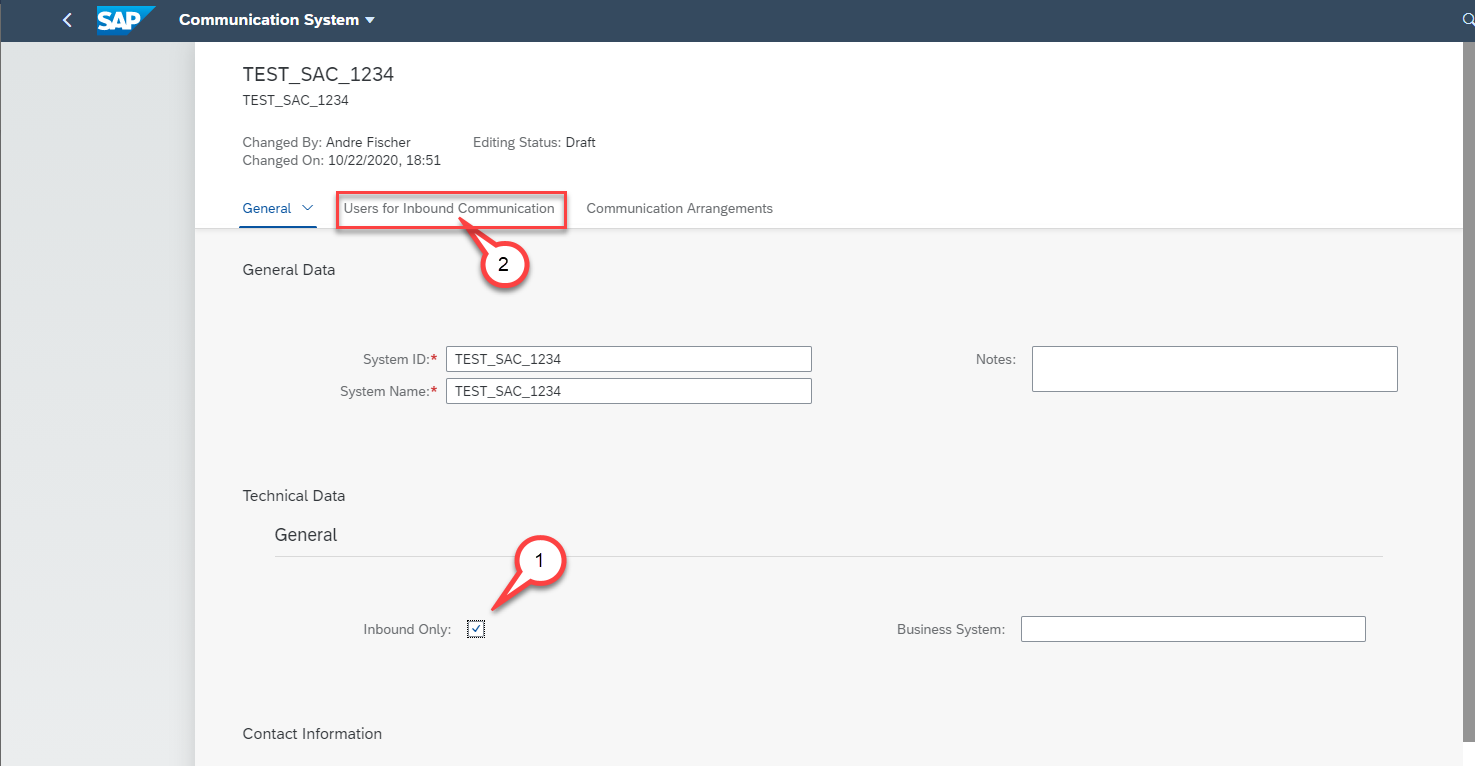 SAP Communication System
TEST_SAC_1234
TEST_SAC_1234
Changed By: Andre Fischer Editing Status: Draft
Changed On: 10/22/2020, 18:51
General Users for Inbound Communication Communication Arrangements
2
General Data
System ID:* TEST_SAC_1234 Notes:
System Name:* TEST_SAC_1234
Technical Data
General
1
Inbound Only: Business System:
Contact Information